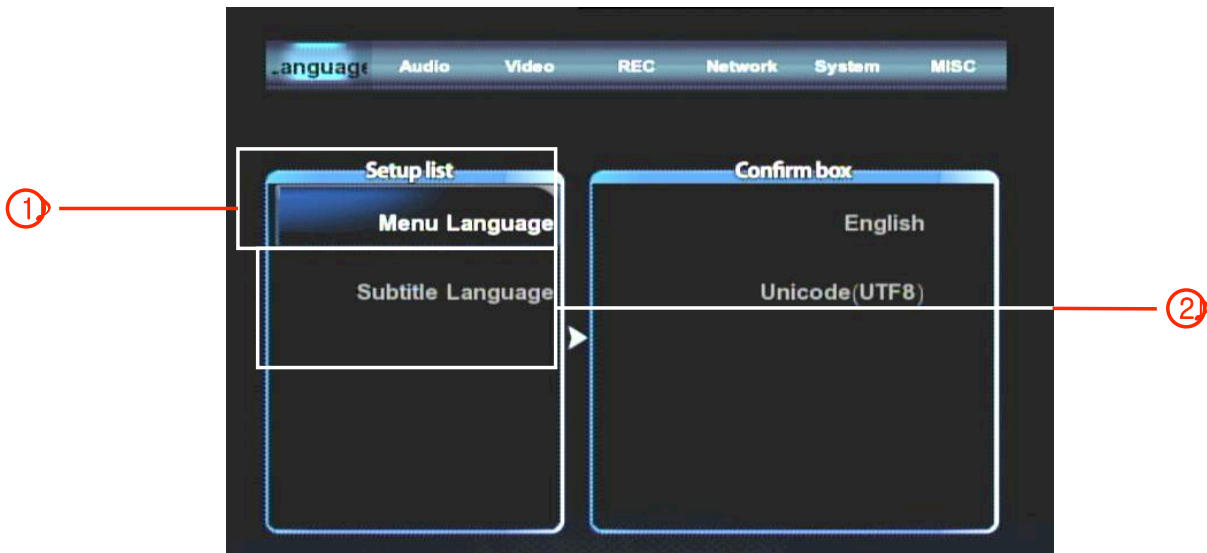 Language Audio Video REC Network System MISC
Setup list
Confirm box
1
Menu Language
English
Subtitle Language
Unicode(UTF8)
2